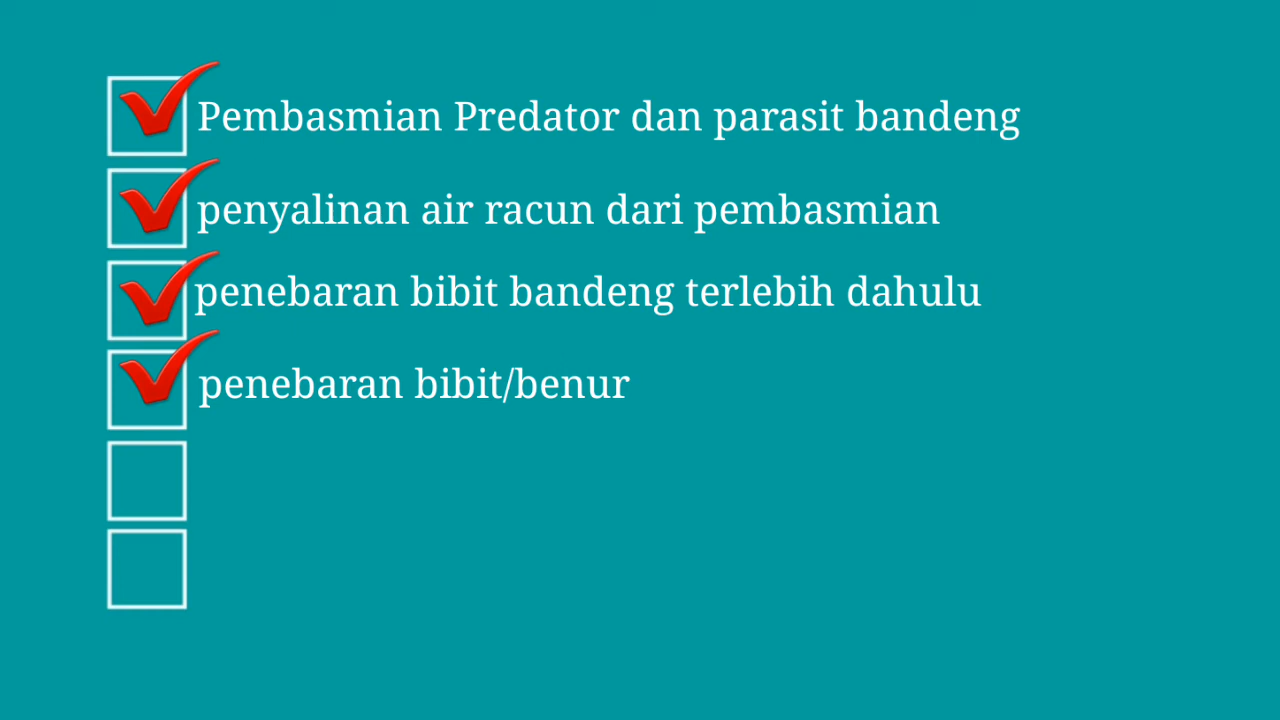 Pembasmian Predator dan parasit bandeng
penyalinan air racun dari pembasmian
penebaran bibit bandeng terlebih dahulu
penebaran bibit/benur